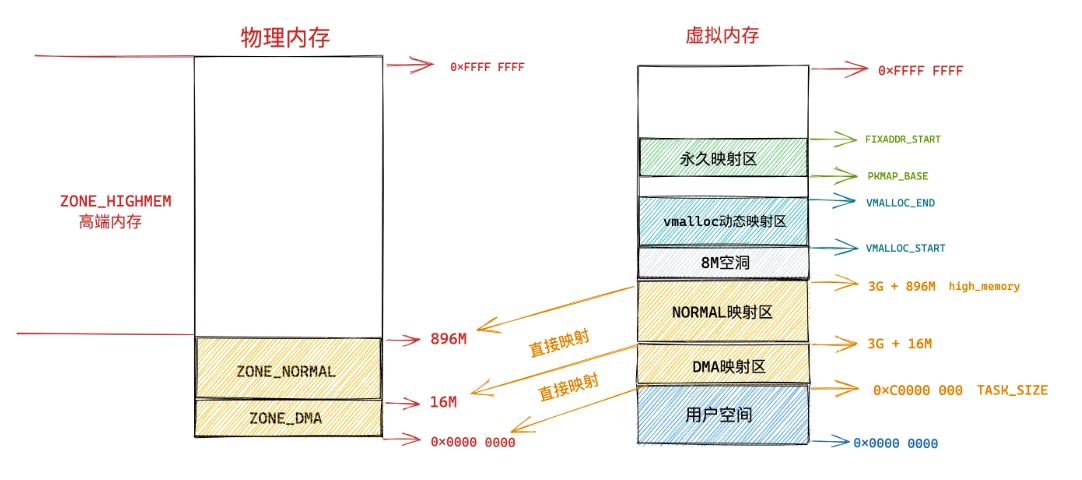 物理内存
0×FFFF FFFF
ZONE_HIGHMEM
高端内存
896M
ZONE_NORMAL
16M
ZONE_DMA
0×0000 0000
直接映射
直接映射
虚拟内存
0×FFFF FFFF
FIXADDR_START
永久映射区
PKMAP_BASE
VMALLOC_END
vmalloc动态映射区
VMALLOC_START
8M空洞
3G + 896M high_memory
NORMAL映射区
3G + 16M
DMA映射区
0×C0000 000 TASK_SIZE
用户空间
0×0000 0000